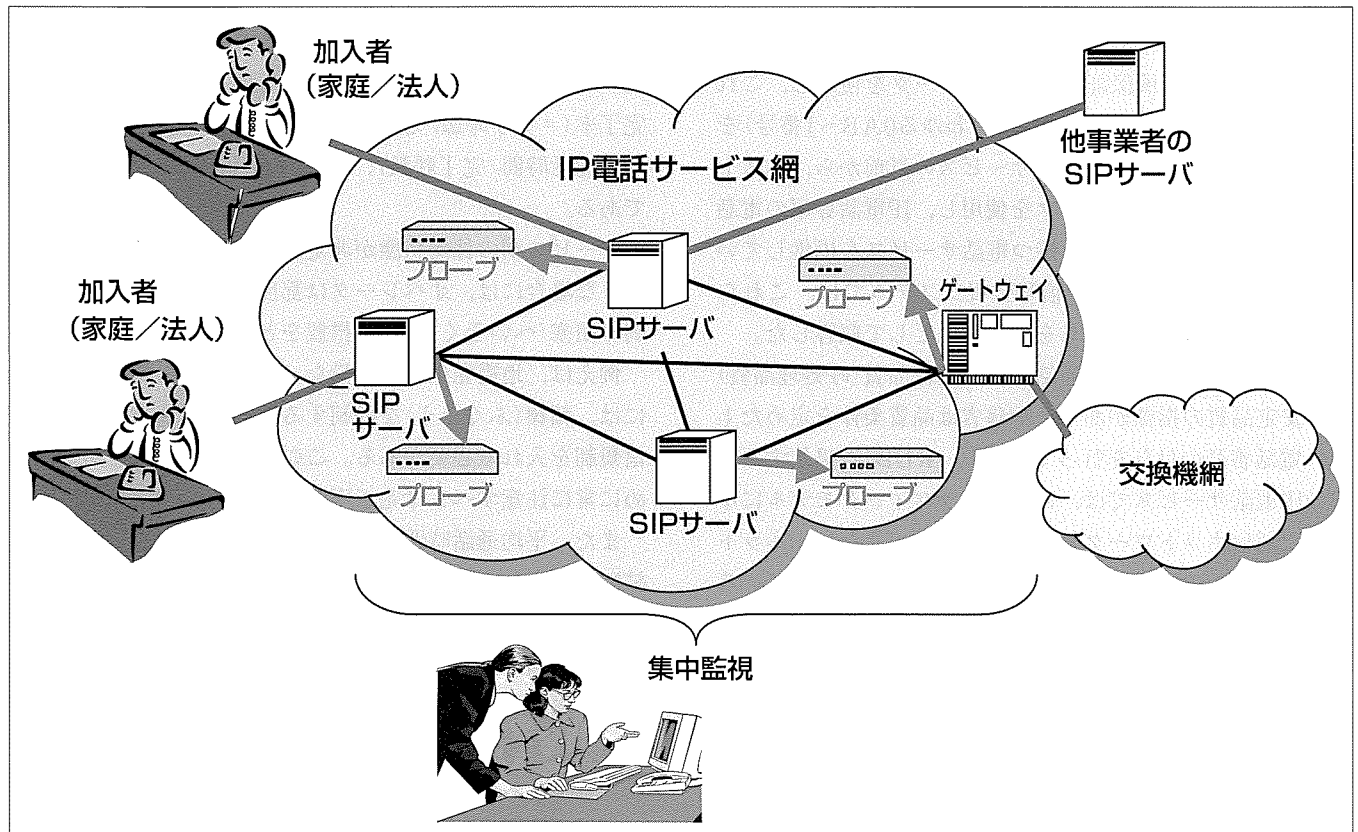 加入者
（家庭／法人）
他事業者の
SIPサーバ
IP電話サービス網
プローブ
SIPサーバ
プローブ
ゲートウェイ
加入者
（家庭／法人）
SIP
サーバ
プローブ
SIPサーバ
プローブ
交換機網
集中監視